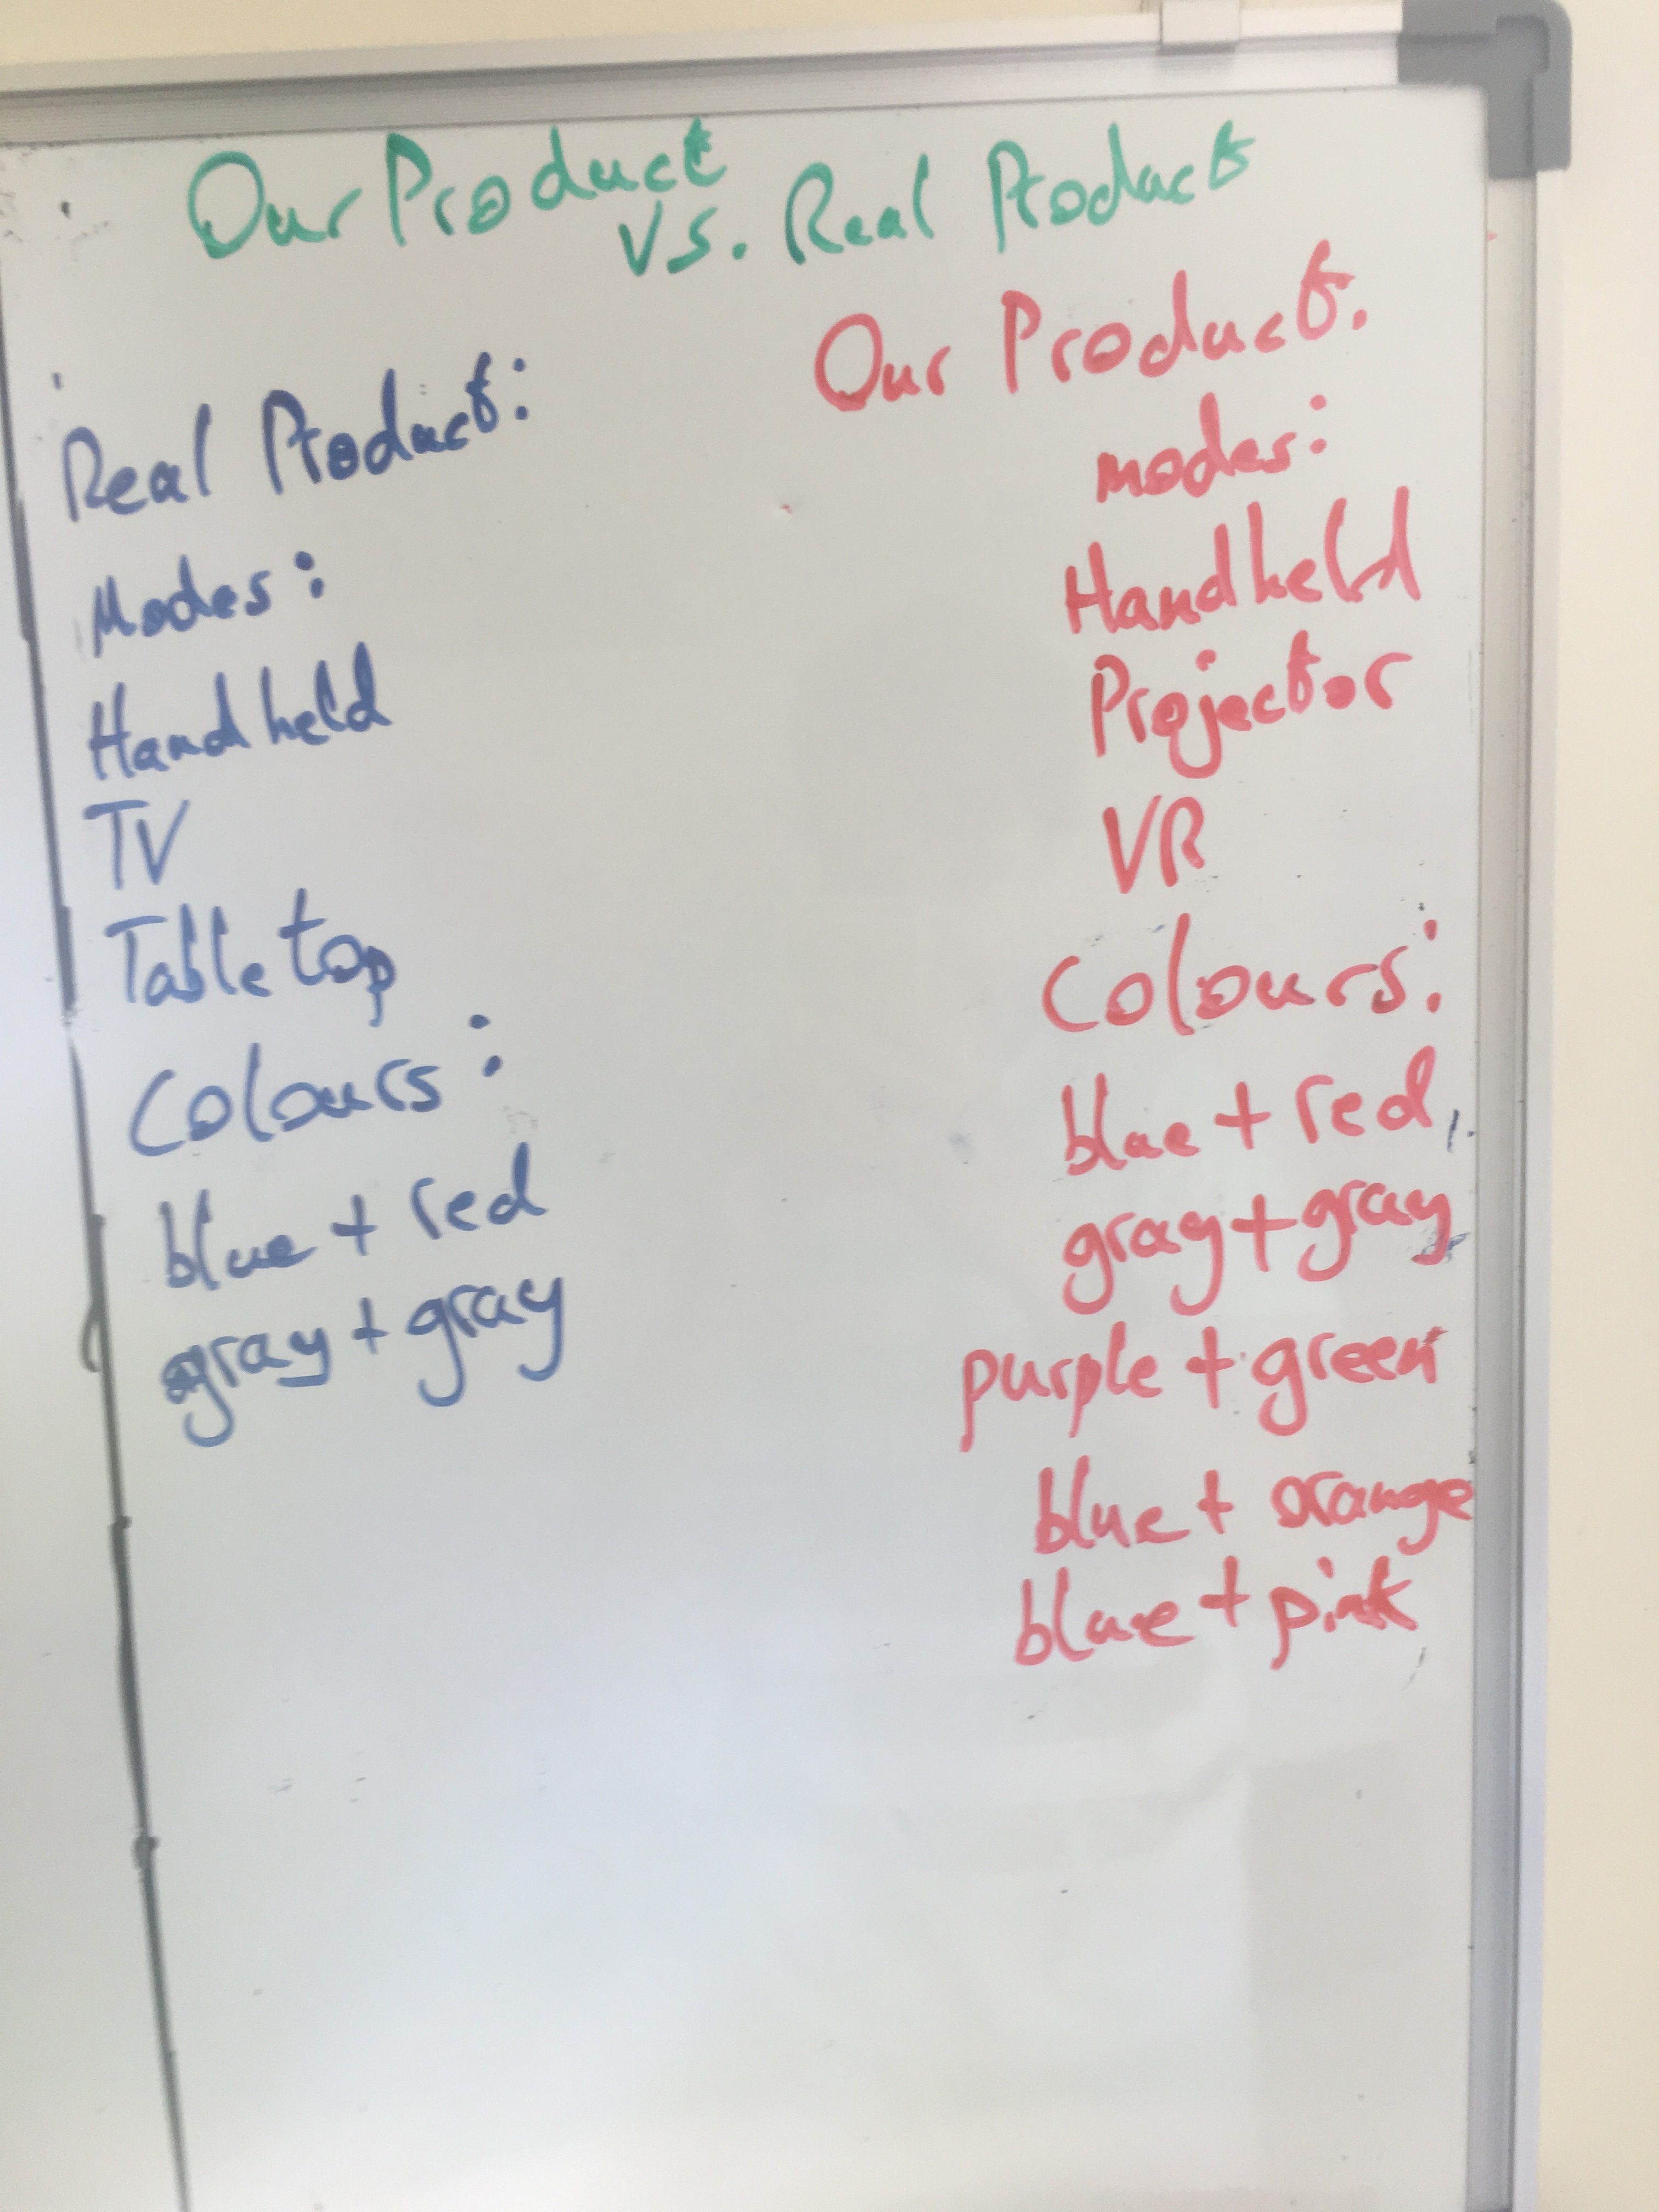 Our Product
vs. Real Product
Real Product:
Modes:
Handheld
TV
Tabletop
Colours:
blue + red
gray + gray
Our Product.
modes:
Handheld
Projector
VR
Colours:
blue + red
gray + gray
purple + green
blue + orange
blue + pink